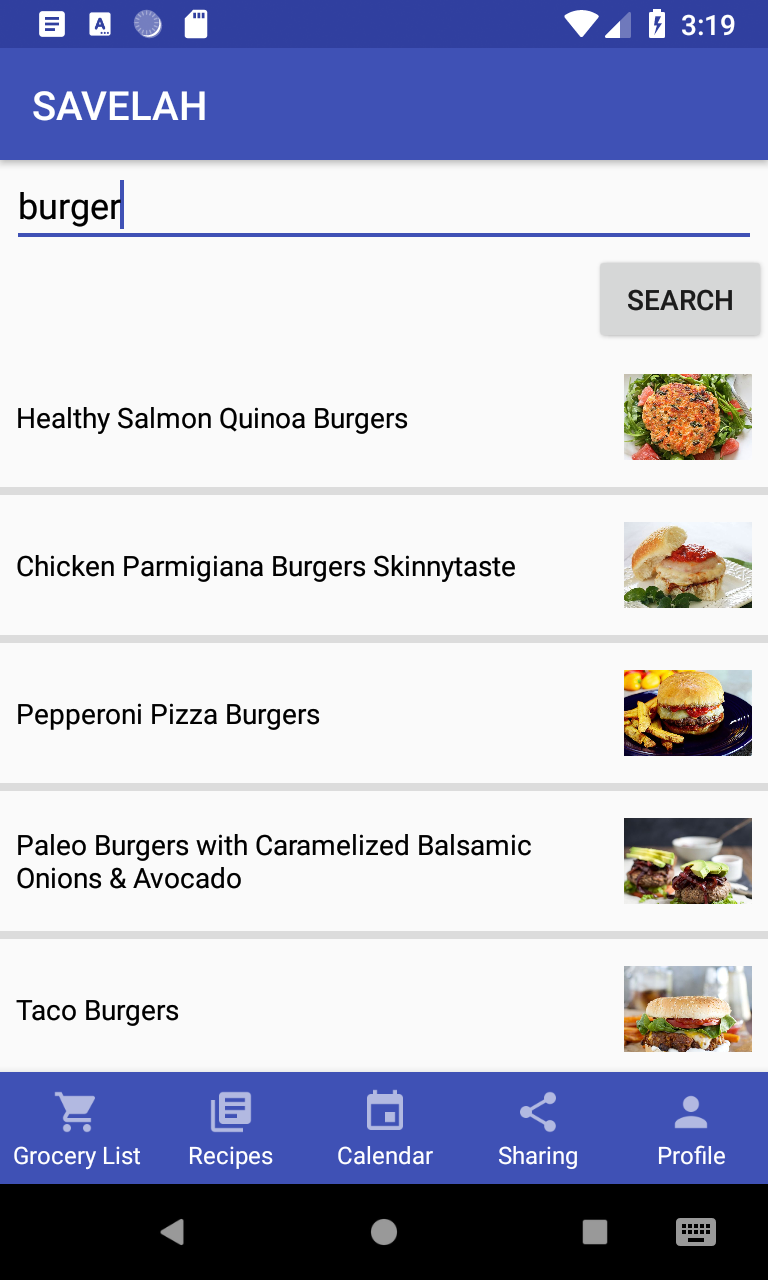 3:19
SAVELAH
burger
SEARCH
Healthy Salmon Quinoa Burgers
Chicken Parmigiana Burgers Skinnytaste
Pepperoni Pizza Burgers
Paleo Burgers with Caramelized Balsamic
Onions & Avocado
Taco Burgers
Grocery List Recipes Calendar Sharing Profile